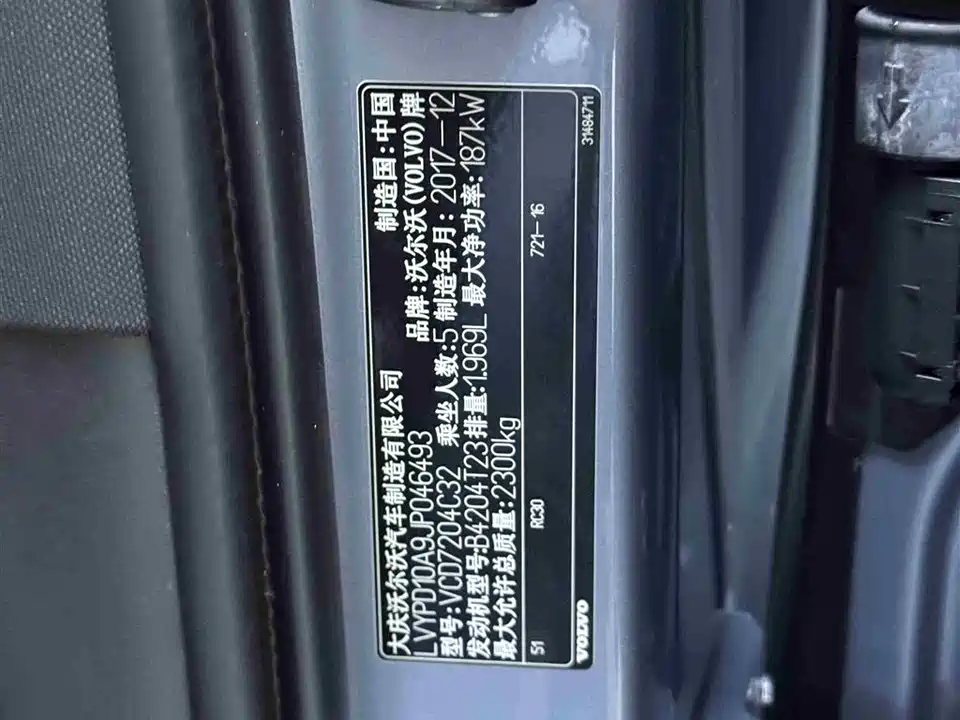 大庆沃尔沃汽车制造有限公司 制造国:中国
LVYPD10A9JP046493 品牌:沃尔沃(VOLVO)牌
型号:VCD7204C32 乘坐人数:5 制造年月:2017-12
发动机型号:B4204T23 排量:1.969L 最大净功率:187kW
最大允许总质量:2300kg
51 RC30 721-16
VOLVO 31484711